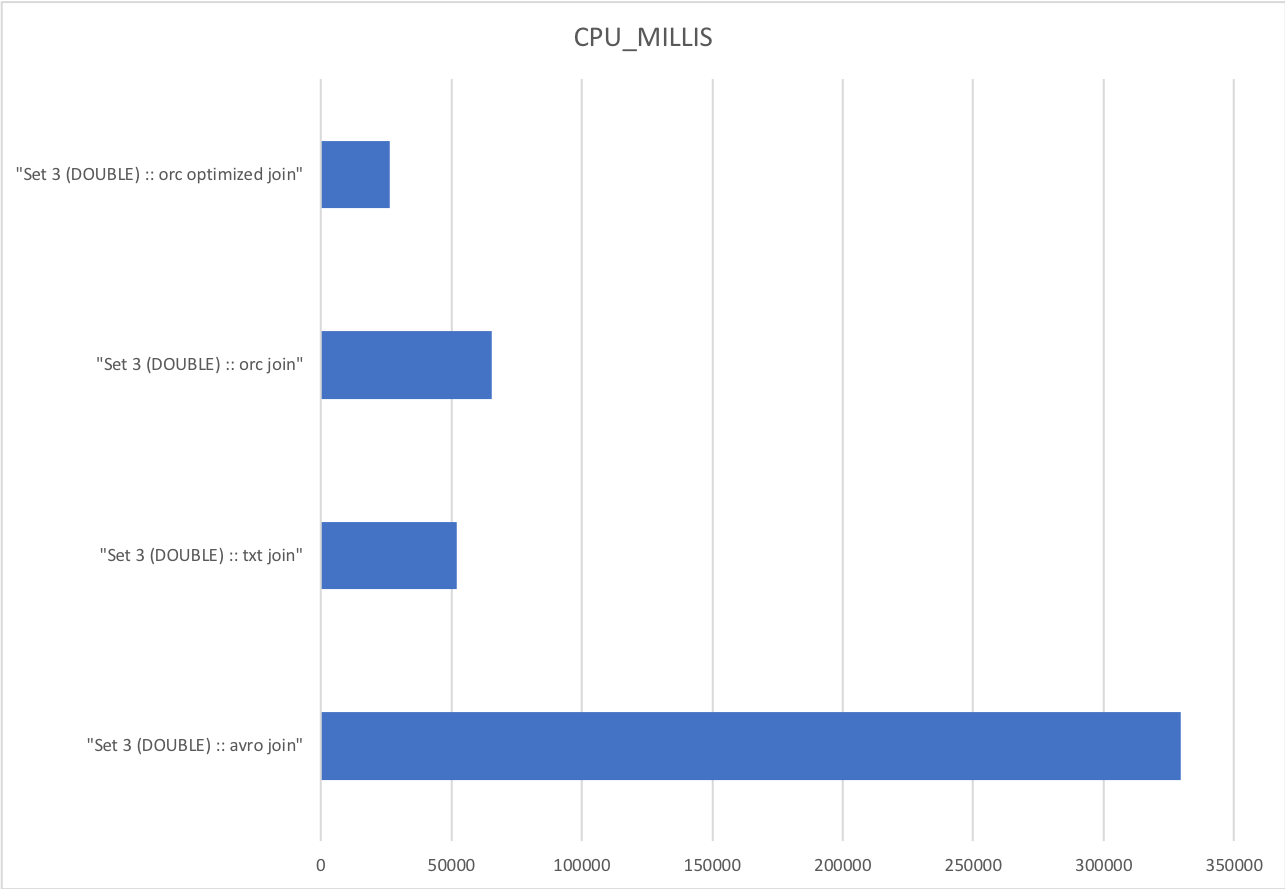 CPU_MILLIS
"Set 3 (DOUBLE) :: orc optimized join"
"Set 3 (DOUBLE) :: orc join"
"Set 3 (DOUBLE) :: txt join"
"Set 3 (DOUBLE) :: avro join"
0 50000 100000 150000 200000 250000 300000 350000